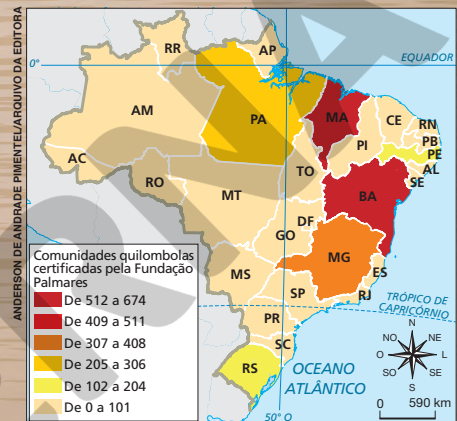 ANDERSON DE ANDRADE PIMENTEL/ARQUIVO DA EDITORA
RR
AP
EQUADOR
0°
AM
PA
MA
CE
RN
PB
PE
AL
SE
PI
AC
TO
RO
BA
MT
DF
GO
MG
ES
MS
SP
RJ
TRÓPICO DE
CAPRICÓRNIO
PR
SC
RS
OCEANO
ATLÂNTICO
50° O
Comunidades quilombolas
certificadas pela Fundação
Palmares
De 512 a 674
De 409 a 511
De 307 a 408
De 205 a 306
De 102 a 204
De 0 a 101
N
NO NE
O L
SO SE
S
0 590 km